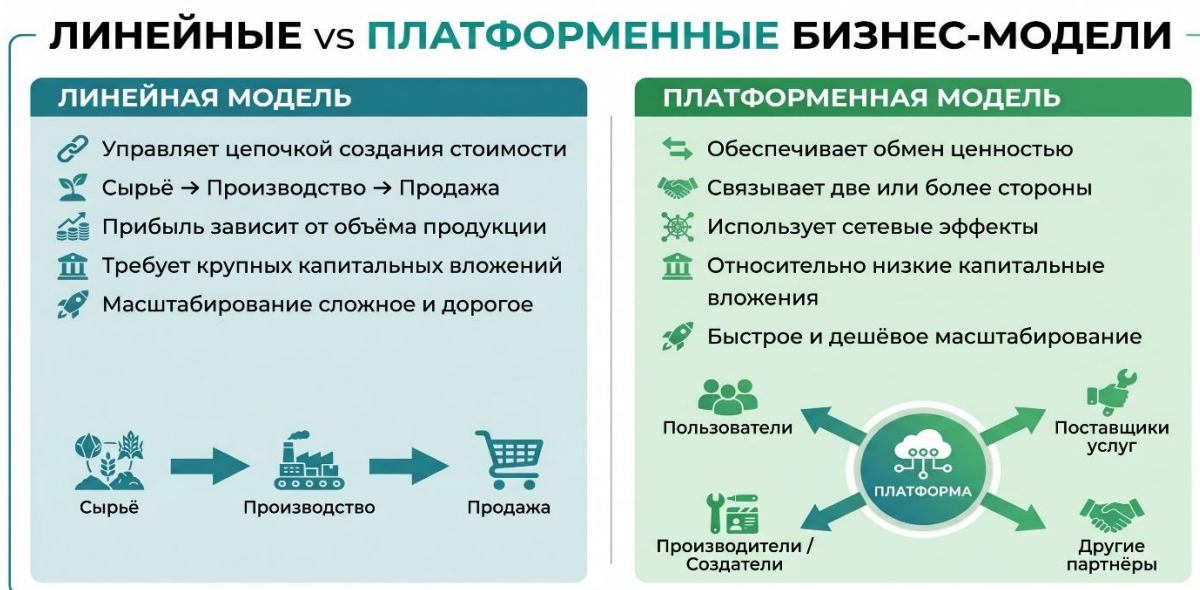 ЛИНЕЙНЫЕ vs ПЛАТФОРМЕННЫЕ БИЗНЕС-МОДЕЛИ
ЛИНЕЙНАЯ МОДЕЛЬ
Управляет цепочкой создания стоимости
Сырьё → Производство → Продажа
Прибыль зависит от объёма продукции
Требует крупных капитальных вложений
Масштабирование сложное и дорогое
Сырьё
Производство
Продажа
ПЛАТФОРМЕННАЯ МОДЕЛЬ
Обеспечивает обмен ценностью
Связывает две или более стороны
Использует сетевые эффекты
Относительно низкие капитальные
вложения
Быстрое и дешёвое масштабирование
Пользователи
Поставщики
услуг
ПЛАТФОРМА
Производители /
Создатели
Другие
партнёры